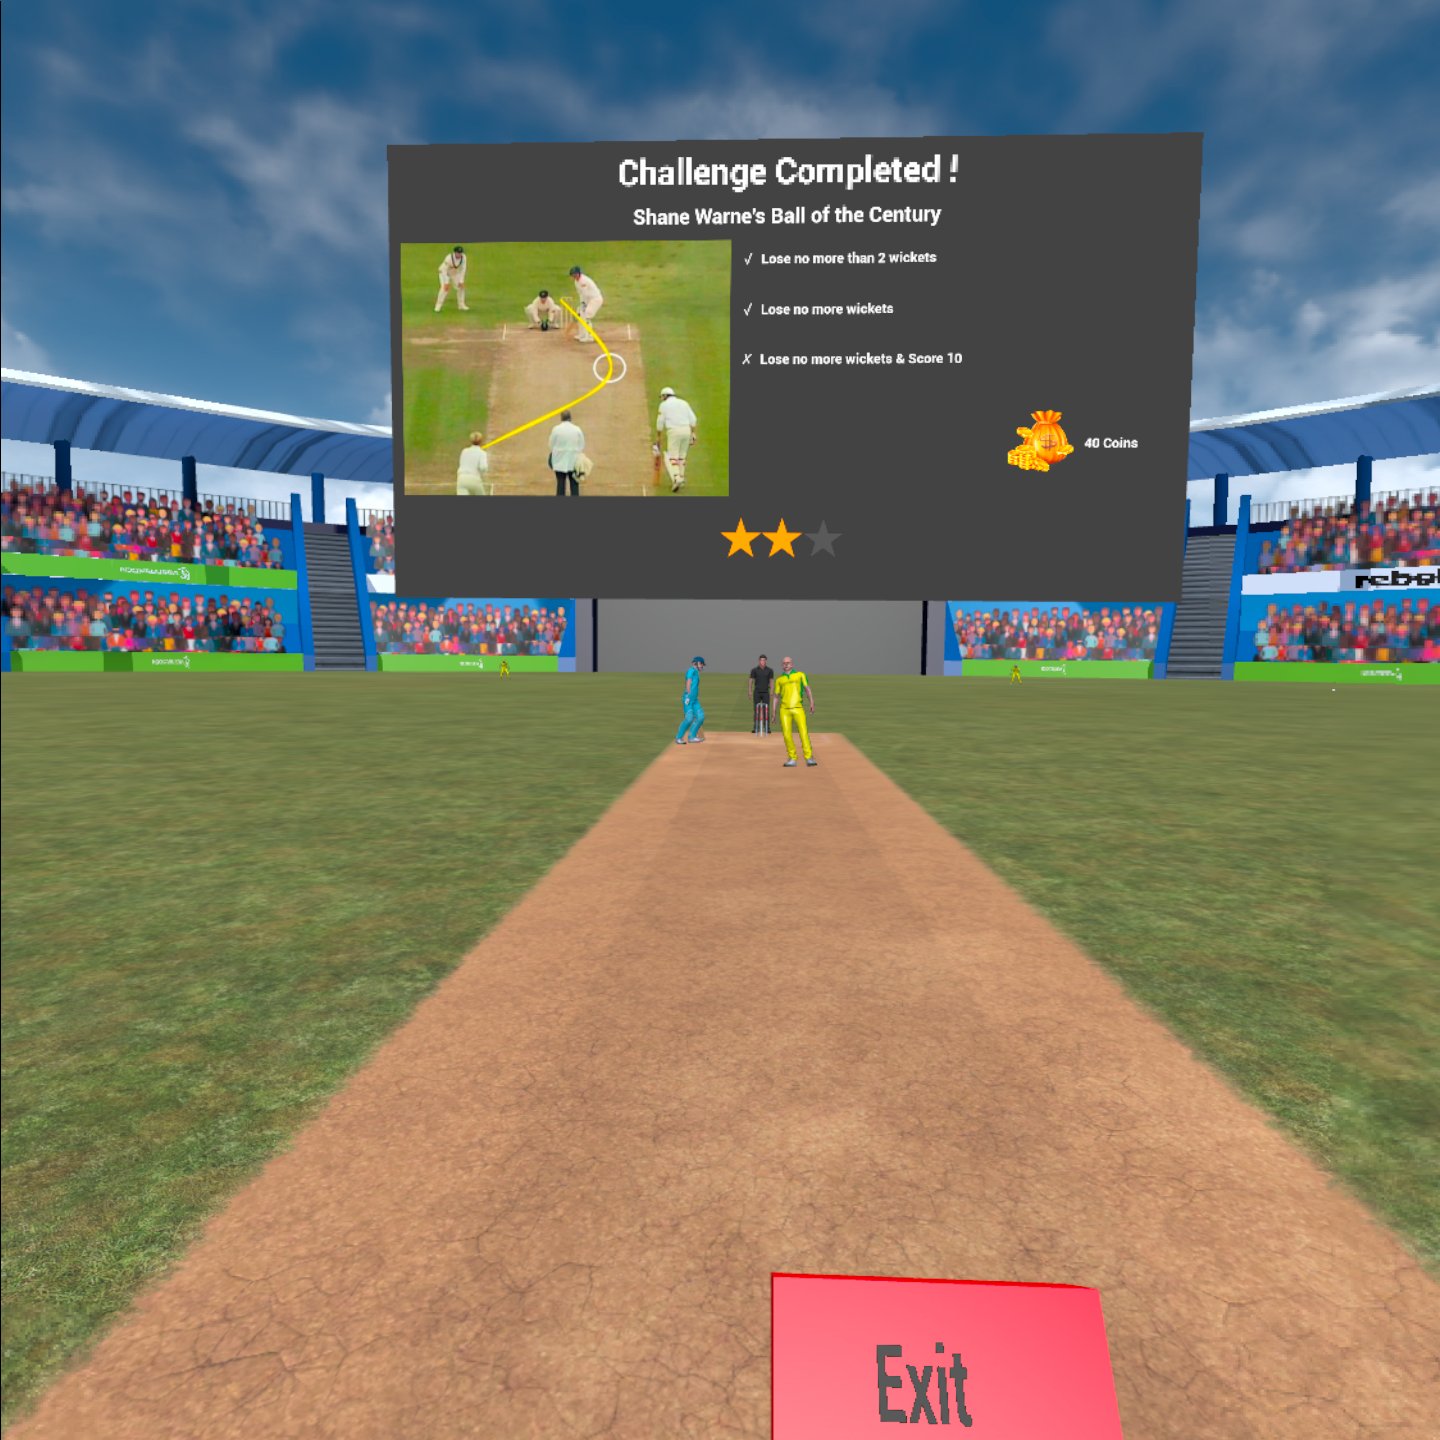 Challenge Completed !
Shane Warne's Ball of the Century
√ Lose no more than 2 wickets
√ Lose no more wickets
✗ Lose no more wickets & Score 10
40 Coins
Exit